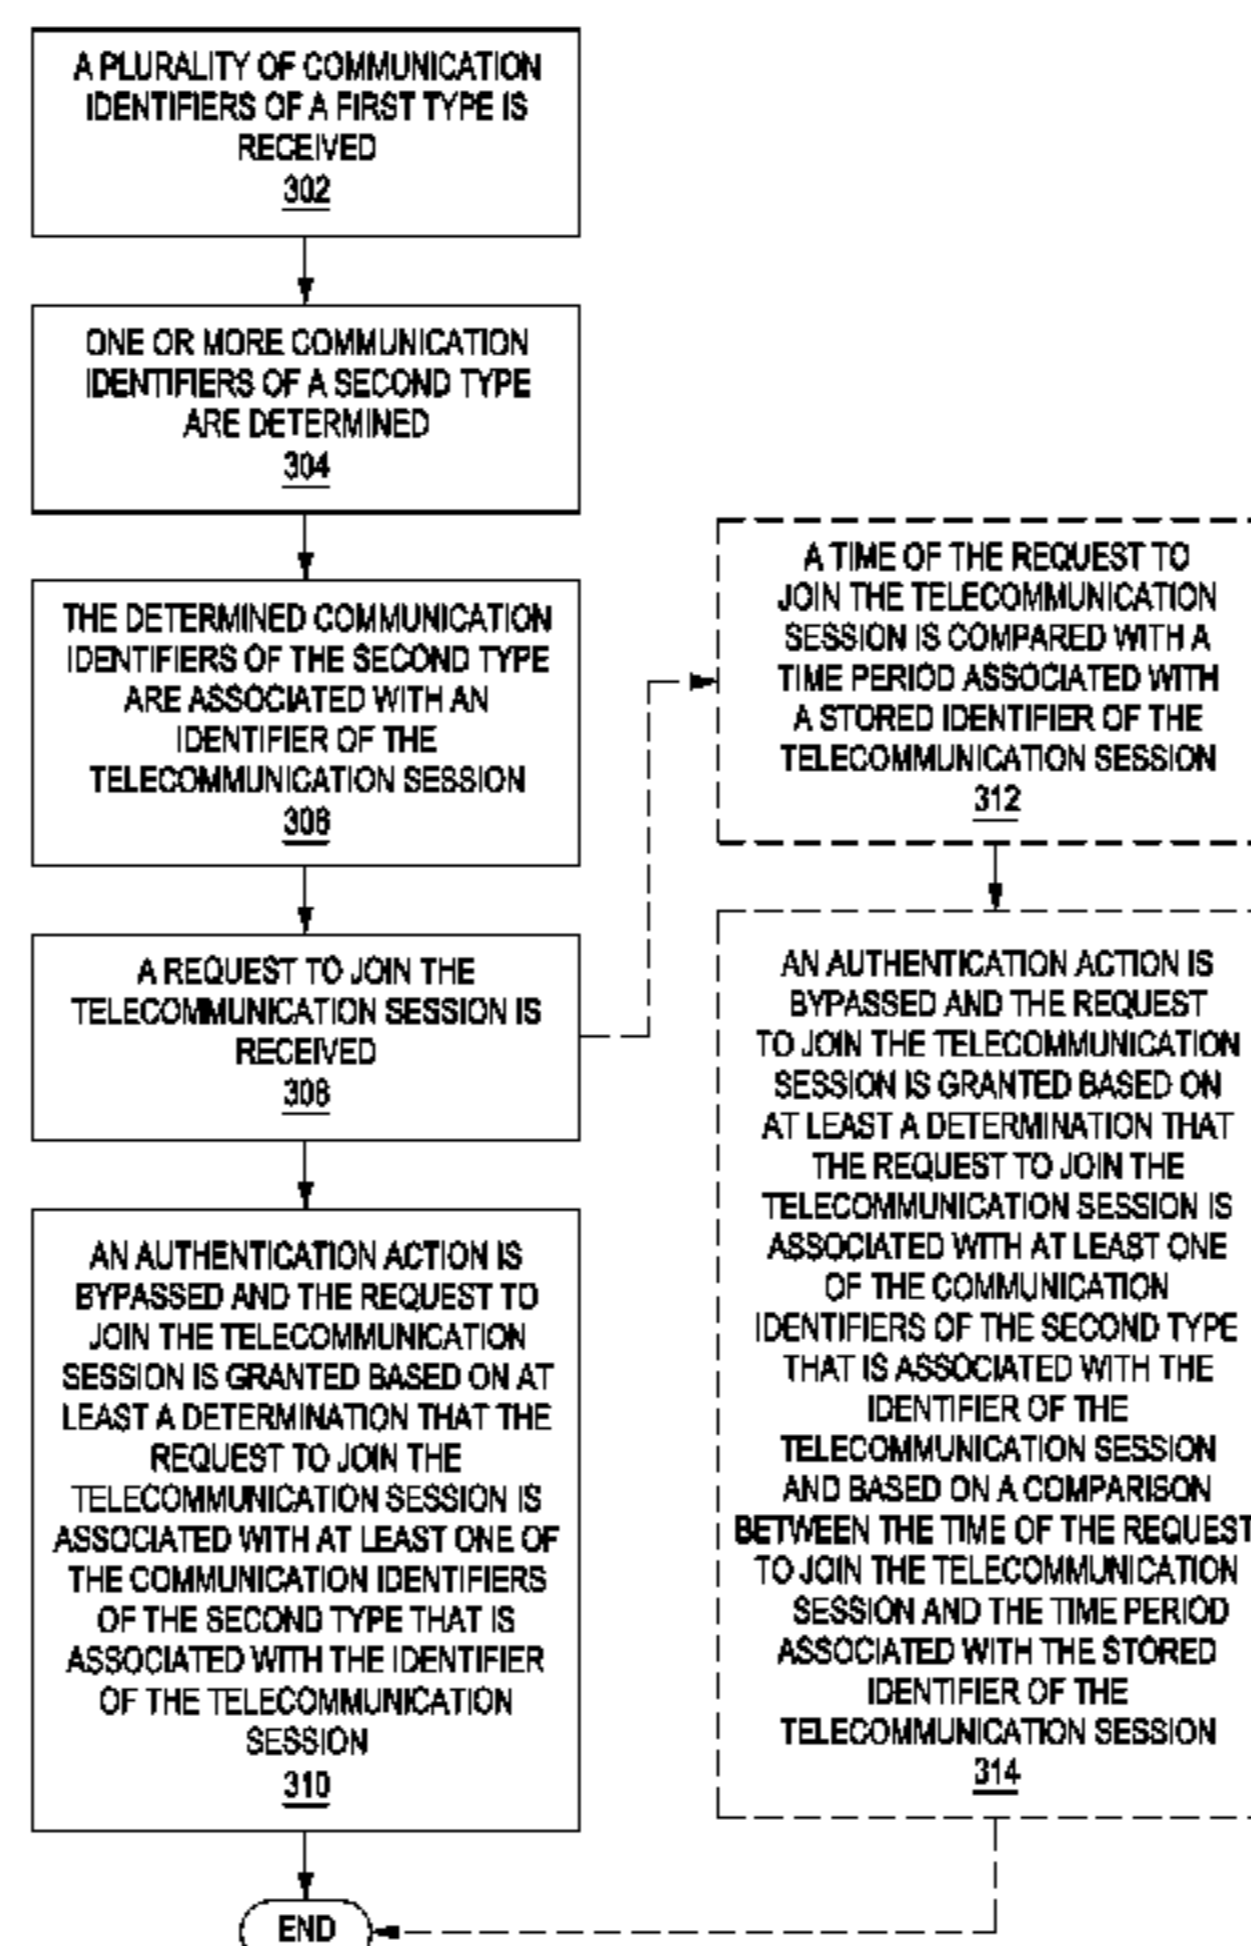 A PLURALITY OF COMMUNICATION
IDENTIFIERS OF A FIRST TYPE IS
RECEIVED
302
ONE OR MORE COMMUNICATION
IDENTIFIERS OF A SECOND TYPE
ARE DETERMINED
304
THE DETERMINED COMMUNICATION
IDENTIFIERS OF THE SECOND TYPE
ARE ASSOCIATED WITH AN
IDENTIFIER OF THE
TELECOMMUNICATION SESSION
306
A REQUEST TO JOIN THE
TELECOMMUNICATION SESSION IS
RECEIVED
308
AN AUTHENTICATION ACTION IS
BYPASSED AND THE REQUEST TO
JOIN THE TELECOMMUNICATION
SESSION IS GRANTED BASED ON AT
LEAST A DETERMINATION THAT THE
REQUEST TO JOIN THE
TELECOMMUNICATION SESSION IS
ASSOCIATED WITH AT LEAST ONE OF
THE COMMUNICATION IDENTIFIERS
OF THE SECOND TYPE THAT IS
ASSOCIATED WITH THE IDENTIFIER
OF THE TELECOMMUNICATION
SESSION
310
A TIME OF THE REQUEST TO
JOIN THE TELECOMMUNICATION
SESSION IS COMPARED WITH A
TIME PERIOD ASSOCIATED WITH
A STORED IDENTIFIER OF THE
TELECOMMUNICATION SESSION
312
AN AUTHENTICATION ACTION IS
BYPASSED AND THE REQUEST
TO JOIN THE TELECOMMUNICATION
SESSION IS GRANTED BASED ON
AT LEAST A DETERMINATION THAT
THE REQUEST TO JOIN THE
TELECOMMUNICATION SESSION IS
ASSOCIATED WITH AT LEAST ONE
OF THE COMMUNICATION
IDENTIFIERS OF THE SECOND TYPE
THAT IS ASSOCIATED WITH THE
IDENTIFIER OF THE
TELECOMMUNICATION SESSION
AND BASED ON A COMPARISON
BETWEEN THE TIME OF THE REQUEST
TO JOIN THE TELECOMMUNICATION
SESSION AND THE TIME PERIOD
ASSOCIATED WITH THE STORED
IDENTIFIER OF THE
TELECOMMUNICATION SESSION
314
END